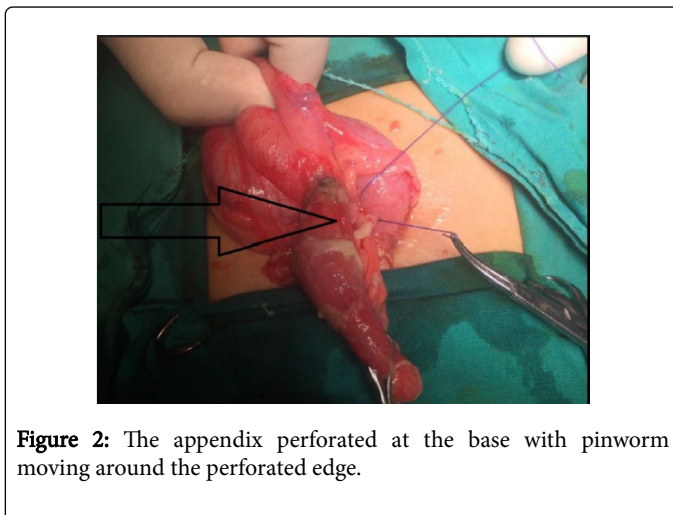 Figure 2: The appendix perforated at the base with pinworm
moving around the perforated edge.